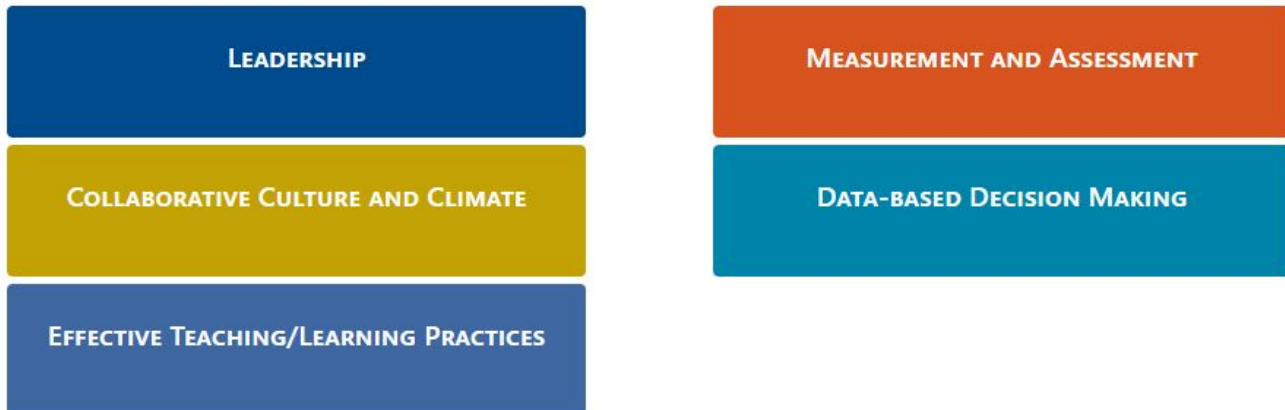 Leadership
Measurement and Assessment
Collaborative Culture and Climate
Data-based Decision Making
Effective Teaching/Learning Practices